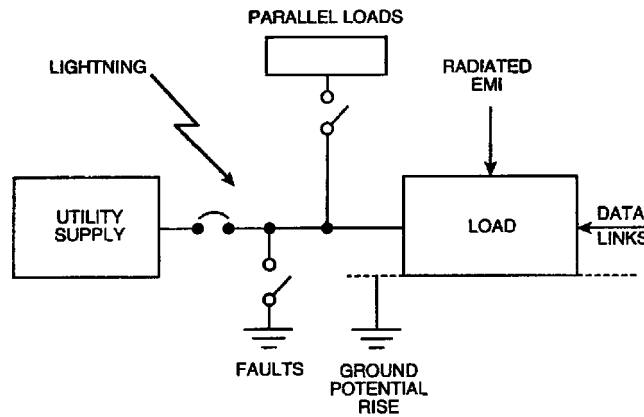 PARALLEL LOADS
LIGHTNING
RADIATED
EMI
UTILITY
SUPPLY
LOAD
DATA
LINKS
FAULTS
GROUND
POTENTIAL
RISE